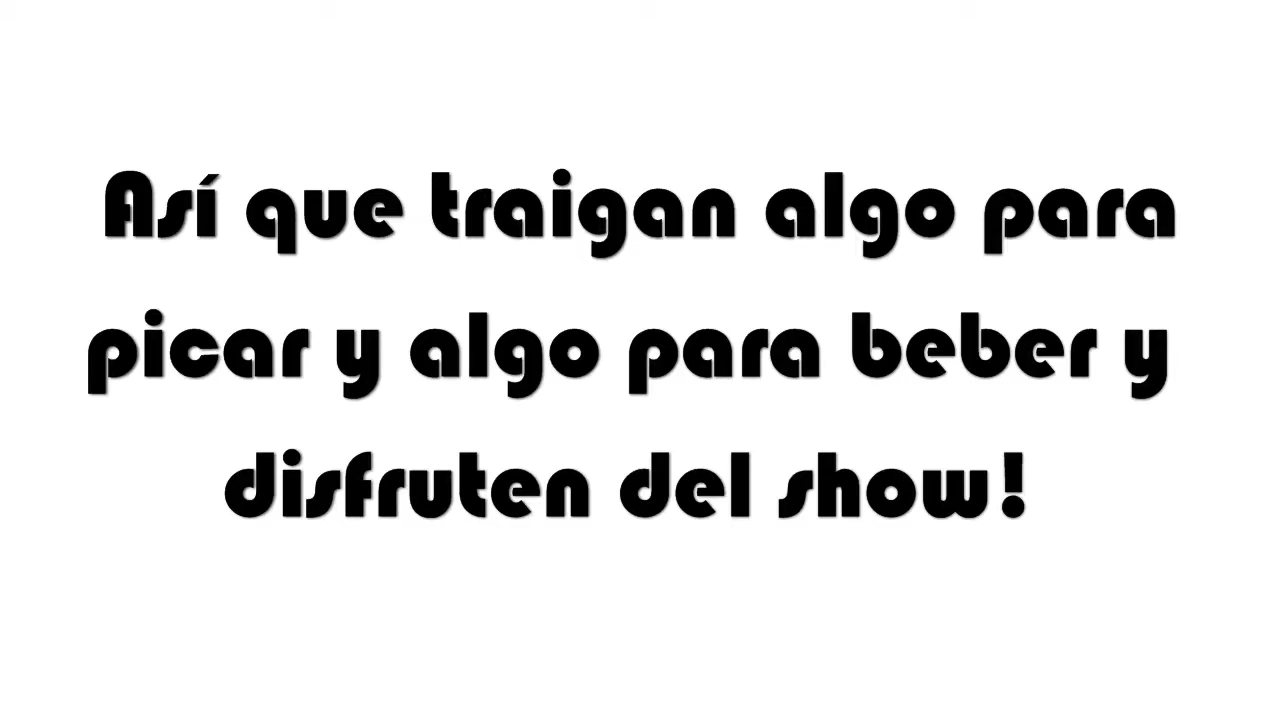 Así que traigan algo para
picar y algo para beber y
disfruten del show!